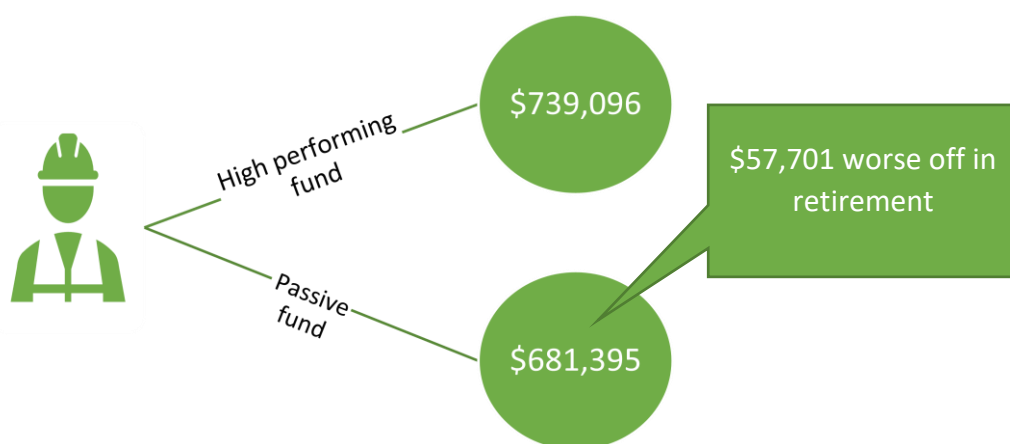 $739,096
High performing
fund
$57,701 worse off in
retirement
Passive
fund
$681,395